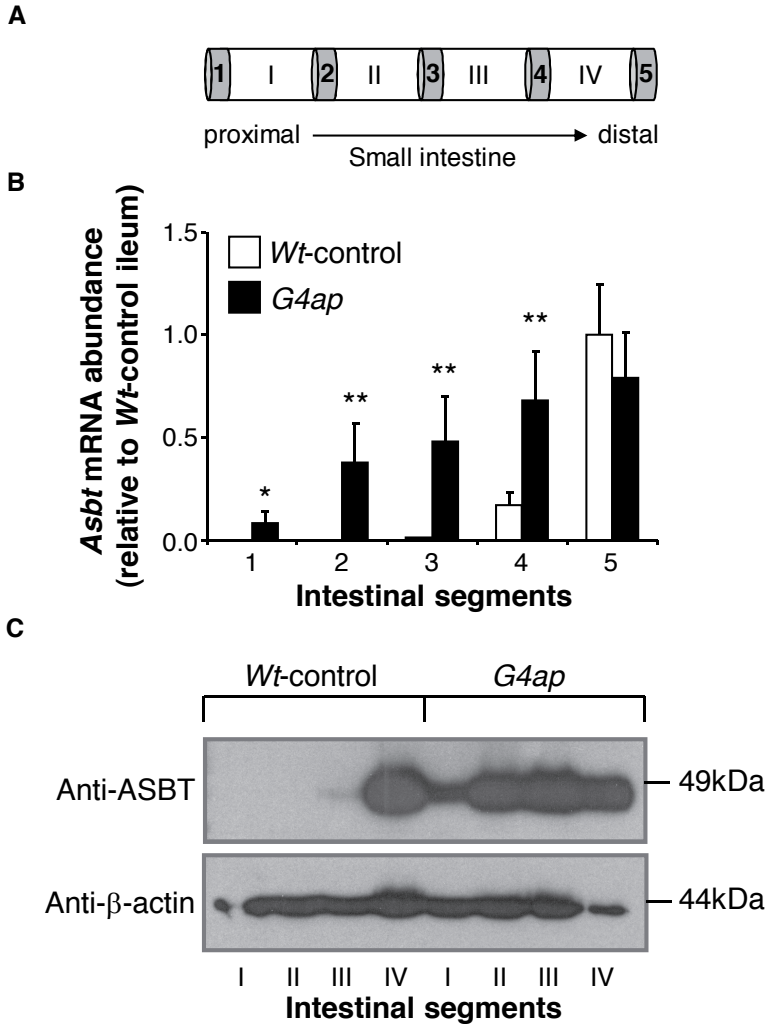 A
1 I 2 II 3 III 4 IV 5
proximal distal
Small intestine
B
Asbt mRNA abundance
(relative to Wt-control ileum)
1.5
1.0
0.5
0.0
Wt-control
G4ap
* ** ** **
1 2 3 4 5
Intestinal segments
C
Wt-control G4ap
Anti-ASBT 49kDa
Anti-β-actin 44kDa
I II III IV I II III IV
Intestinal segments